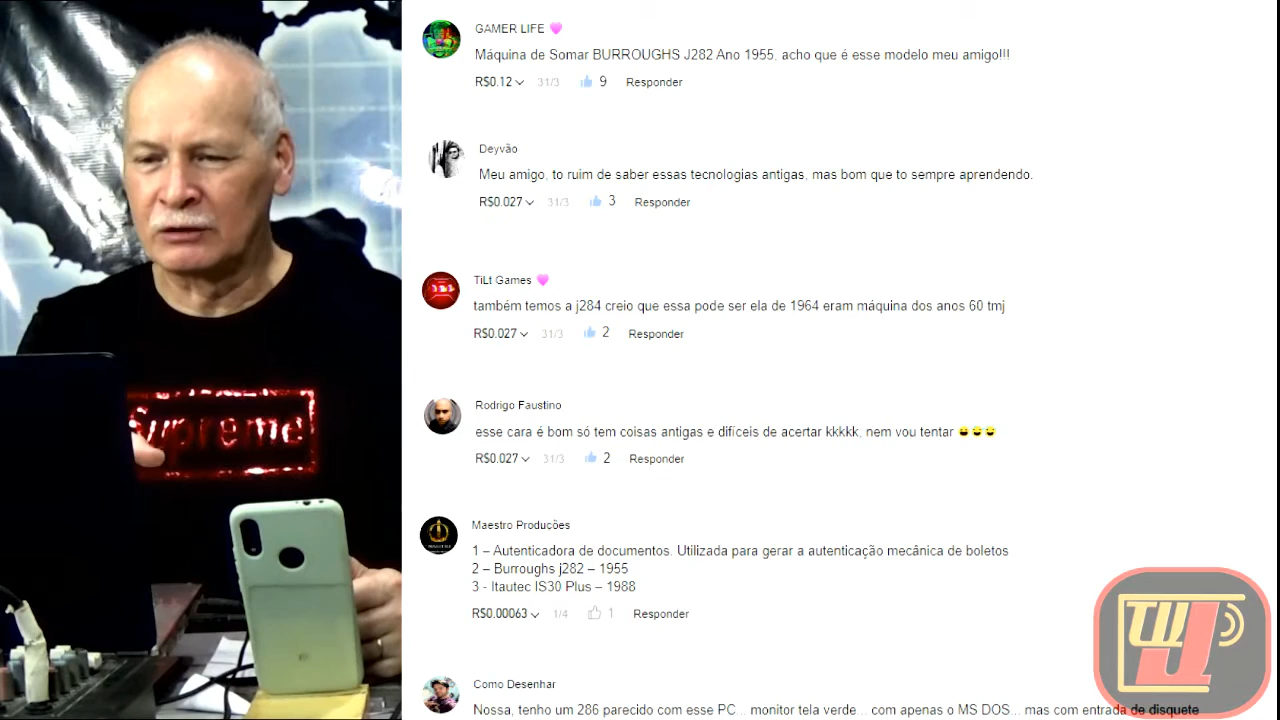 GAMER LIFE
Máquina de Somar BURROUGHS J282 Ano 1955, acho que é esse modelo meu amigo!!!
R$0.12 31/3 9 Responder
Deyvão
Meu amigo, to ruim de saber essas tecnologias antigas, mas bom que to sempre aprendendo.
R$0.027 31/3 3 Responder
TiLt Games
também temos a j284 creio que essa pode ser ela de 1964 eram máquina dos anos 60 tmj
R$0.027 31/3 2 Responder
Rodrigo Faustino
esse cara é bom só tem coisas antigas e difíceis de acertar kkkkk, nem vou tentar
R$0.027 31/3 2 Responder
Maestro Producões
1 – Autenticadora de documentos. Utilizada para gerar a autenticação mecânica de boletos
2 – Burroughs j282 – 1955
3 - Itautec IS30 Plus – 1988
R$0.00063 1/4 1 Responder
Como Desenhar
Nossa, tenho um 286 parecido com esse PC... monitor tela verde... com apenas o MS DOS... mas com entrada de disquete
Supreme
TW
J